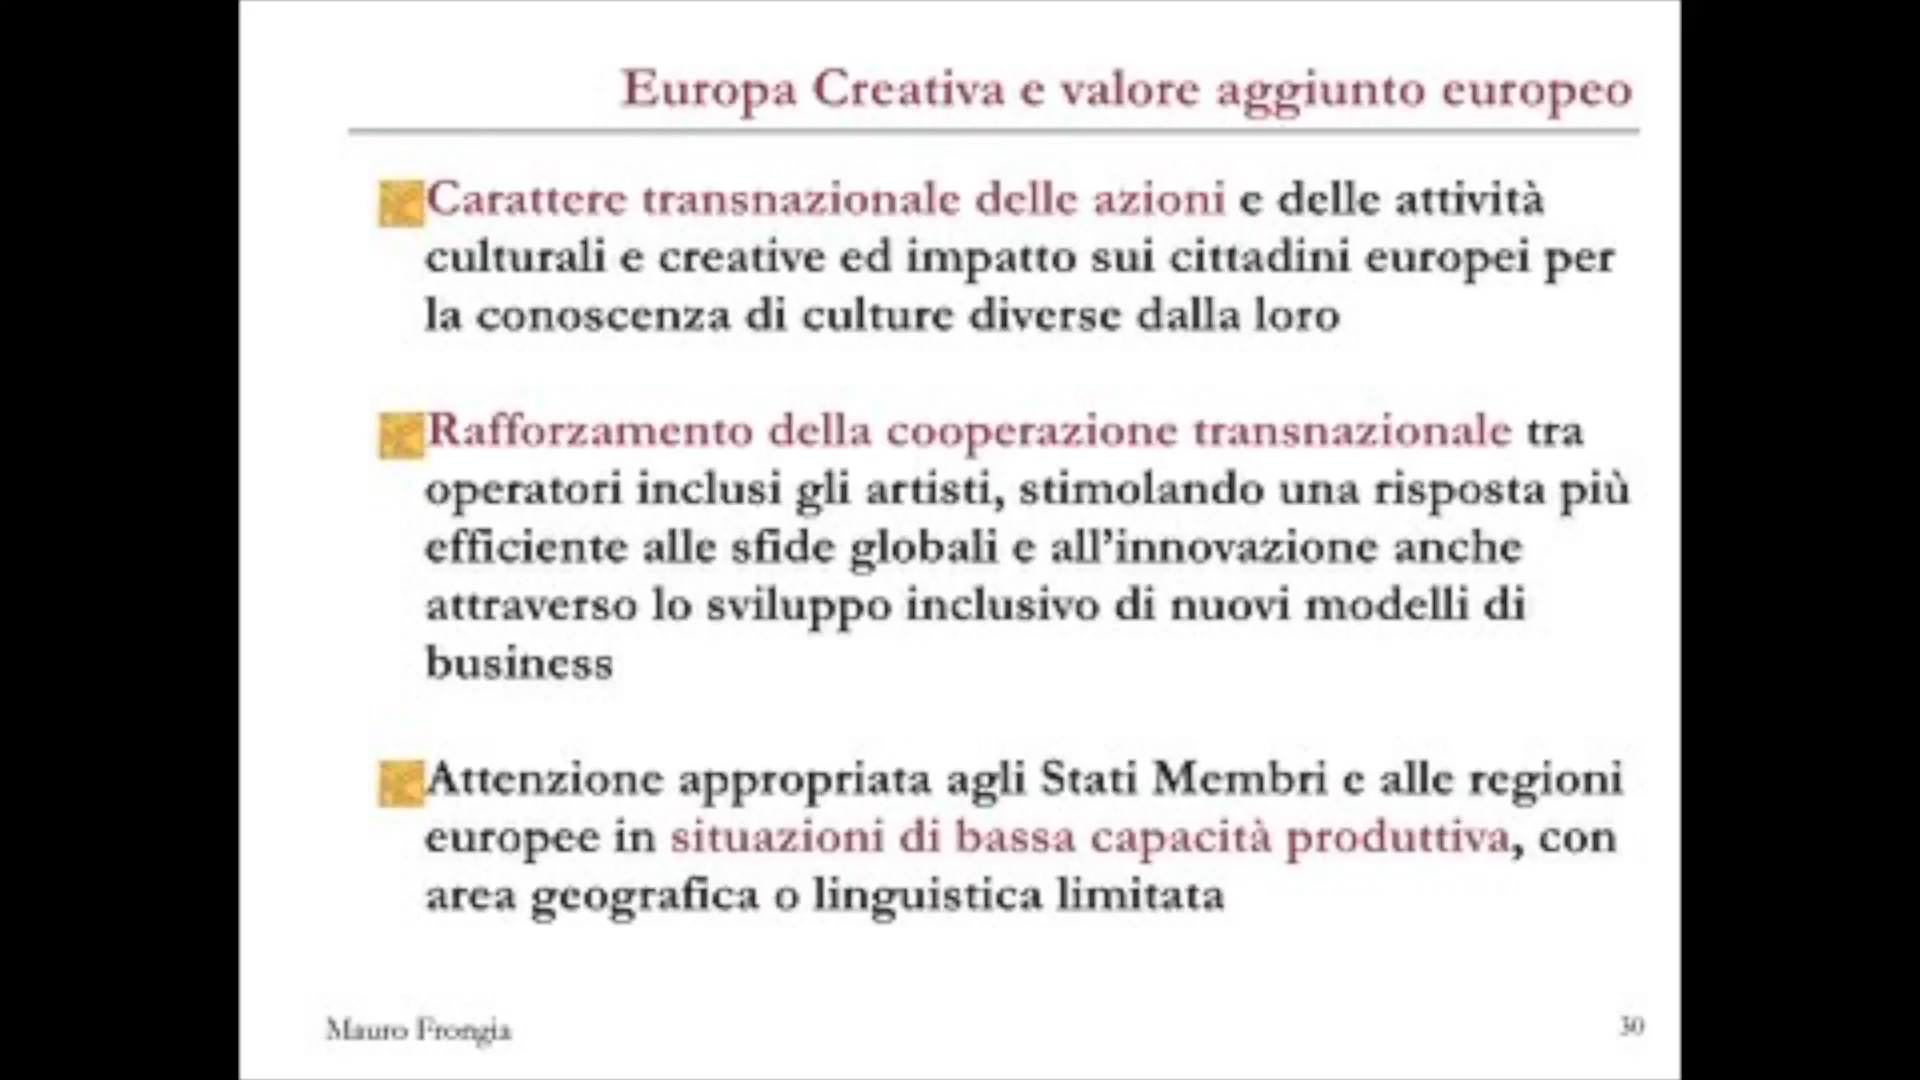 Europa Creativa e valore aggiunto europeo
Carattere transnazionale delle azioni e delle attività
culturali e creative ed impatto sui cittadini europei per
la conoscenza di culture diverse dalla loro
Rafforzamento della cooperazione transnazionale tra
operatori inclusi gli artisti, stimolando una risposta più
efficiente alle sfide globali e all’innovazione anche
attraverso lo sviluppo inclusivo di nuovi modelli di
business
Attenzione appropriata agli Stati Membri e alle regioni
europee in situazioni di bassa capacità produttiva, con
area geografica o linguistica limitata
Mauro Frongia
30